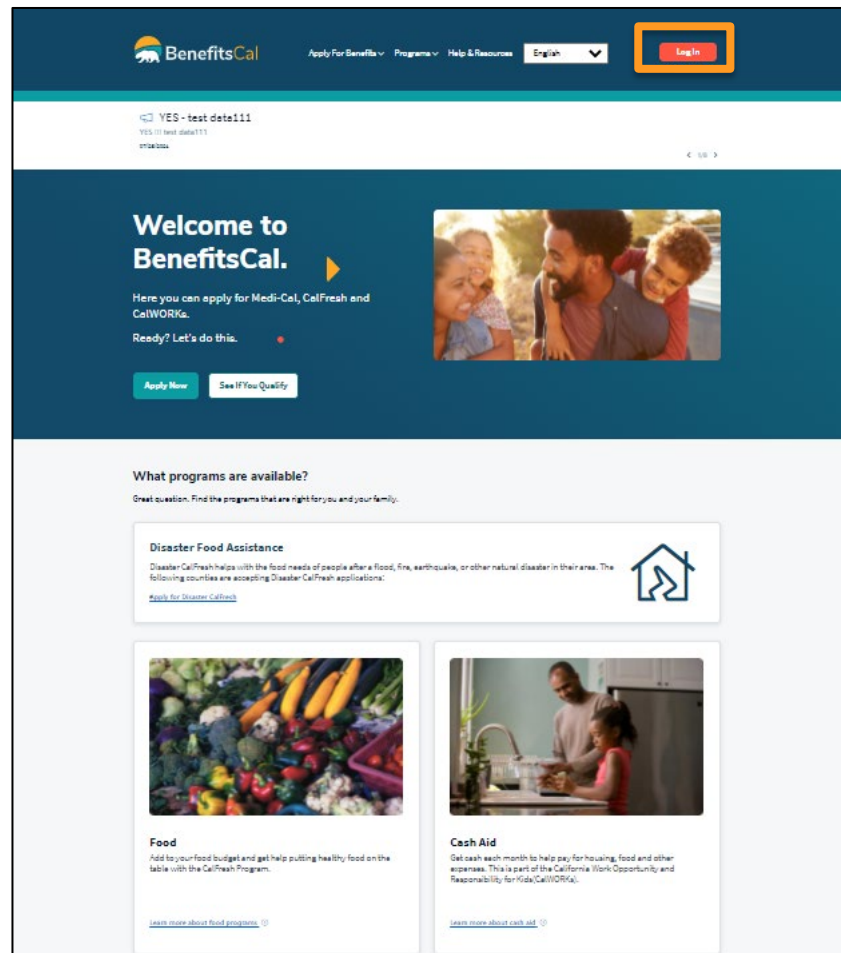 BenefitsCal
Apply For Benefits Programs Help & Resources English Log In
YES - test data111
YES !!! test data111
1/6
Welcome to
BenefitsCal.
Here you can apply for Medi-Cal, CalFresh and
CalWORKs.
Ready? Let's do this.
Apply Now See If You Qualify
What programs are available?
Great question. Find the programs that are right for you and your family.
Disaster Food Assistance
Disaster CalFresh helps with the food needs of people after a flood, fire, earthquake, or other natural disaster in their area. The
following counties are accepting Disaster CalFresh applications:
Apply for Disaster CalFresh
Food
Add to your food budget and get help putting healthy food on the
table with the CalFresh Program.
Learn more about food programs
Cash Aid
Get cash each month to help pay for housing, food and other
expenses. This is part of the California Work Opportunity and
Responsibility for Kids(CalWORKs).
Learn more about cash aid